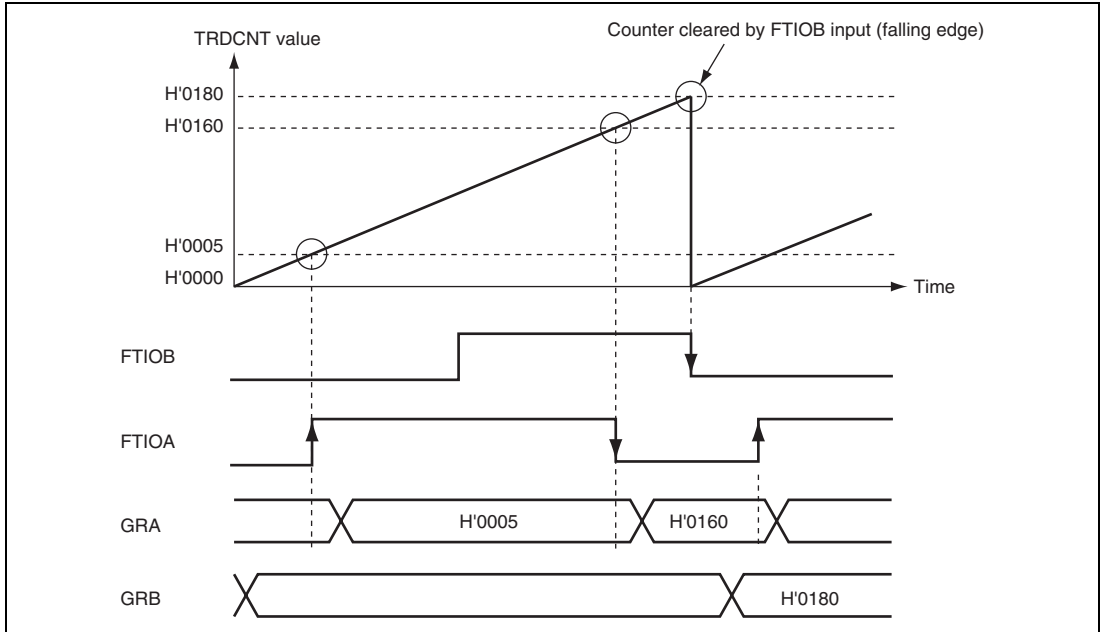 Counter cleared by FTIOB input (falling edge)
TRDCNT value
H'0180
H'0160
H'0005
H'0000
Time
FTIOB
FTIOA
GRA
H'0005
H'0160
GRB
H'0180